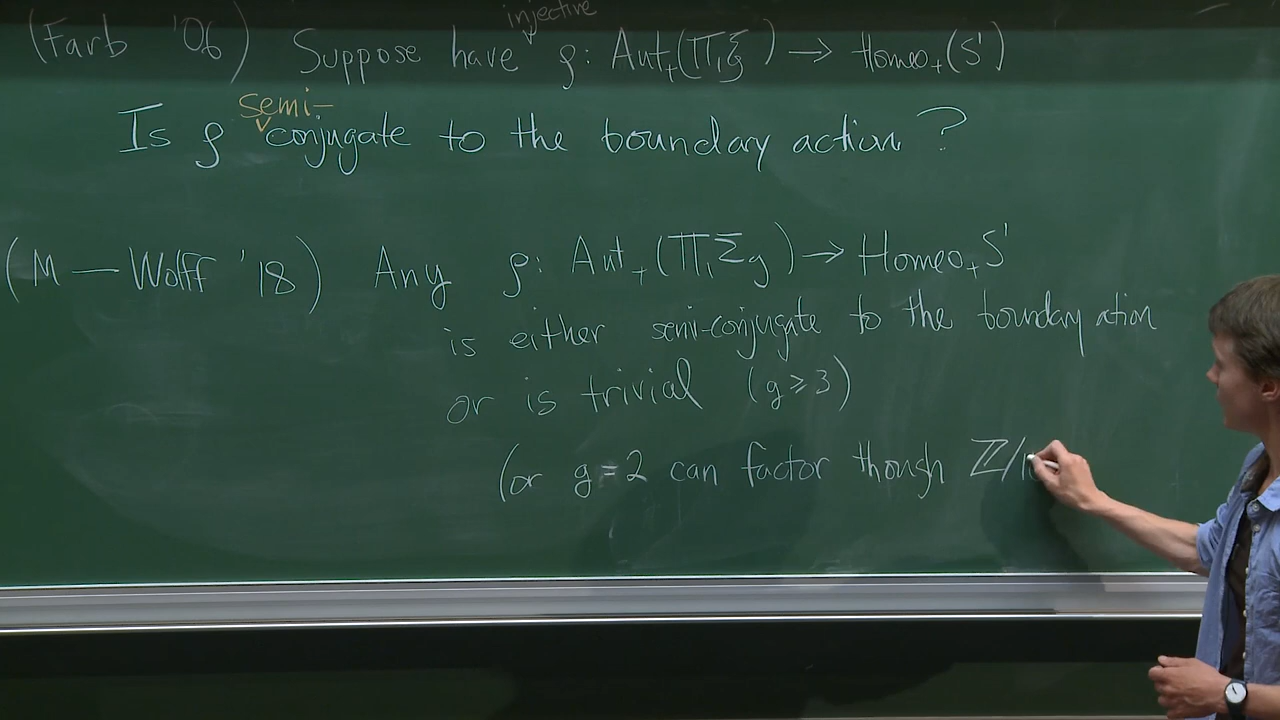 injective
(Farb '06) Suppose have ρ: Aut₊(π₁Σ) → Homeo₊(S¹)
semi-
Is ρ conjugate to the boundary action?
(M — Wolff '18) Any ρ: Aut₊(π₁Σg) → Homeo₊S¹
is either semi-conjugate to the boundary ation
or is trivial (g ≥ 3)
(or g = 2 can factor though ℤ/1